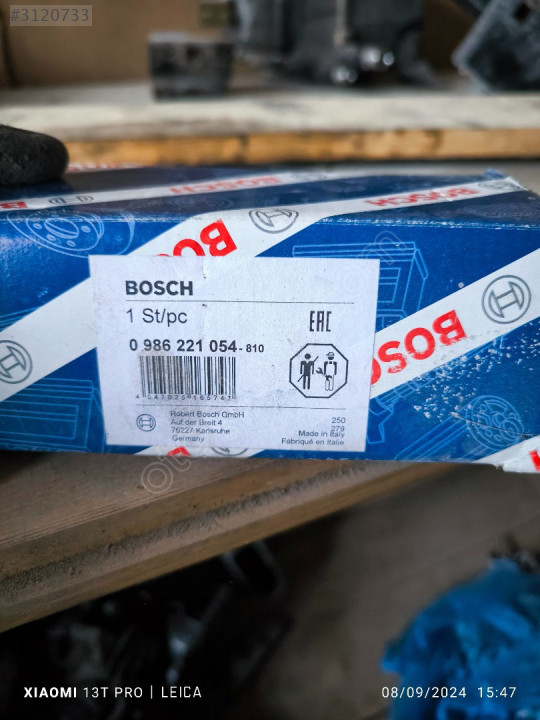 #3120733
BOSCH
BOSCH
BOSCH
BOSCH
1 St/pc
EAC
0 986 221 054-810
Robert Bosch GmbH
Auf der Breit 4
76227 Karlsruhe
Germany
250
279
Made in Italy
Fabriqué en Italie
BOSCH
XIAOMI 13T PRO | LEICA
08/09/2024 15:47